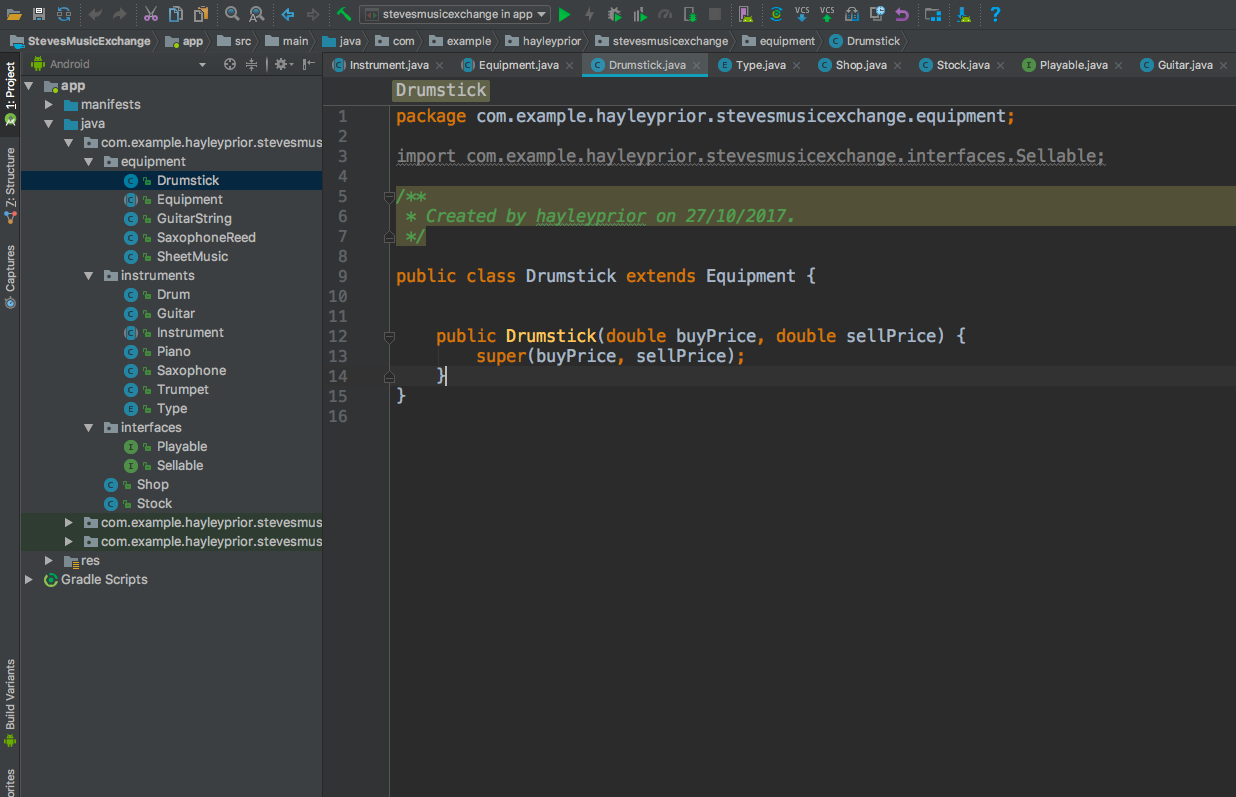 stevesmusicexchange in app
VCS VCS
StevesMusicExchange app src main java com example hayleyprior stevesmusicexchange equipment Drumstick
Android
Instrument.java Equipment.java Drumstick.java Type.java Shop.java Stock.java Playable.java Guitar.java
1: Project
Z: Structure
Captures
Build Variants
orites
app
manifests
java
com.example.hayleyprior.stevesmus
equipment
Drumstick
Equipment
GuitarString
SaxophoneReed
SheetMusic
instruments
Drum
Guitar
Instrument
Piano
Saxophone
Trumpet
Type
interfaces
Playable
Sellable
Shop
Stock
com.example.hayleyprior.stevesmus
com.example.hayleyprior.stevesmus
res
Gradle Scripts
Drumstick
1 package com.example.hayleyprior.stevesmusicexchange.equipment;
2
3 import com.example.hayleyprior.stevesmusicexchange.interfaces.Sellable;
4
5 /**
6 * Created by hayleyprior on 27/10/2017.
7 */
8
9 public class Drumstick extends Equipment {
10
11
12 public Drumstick(double buyPrice, double sellPrice) {
13 super(buyPrice, sellPrice);
14 }
15 }
16